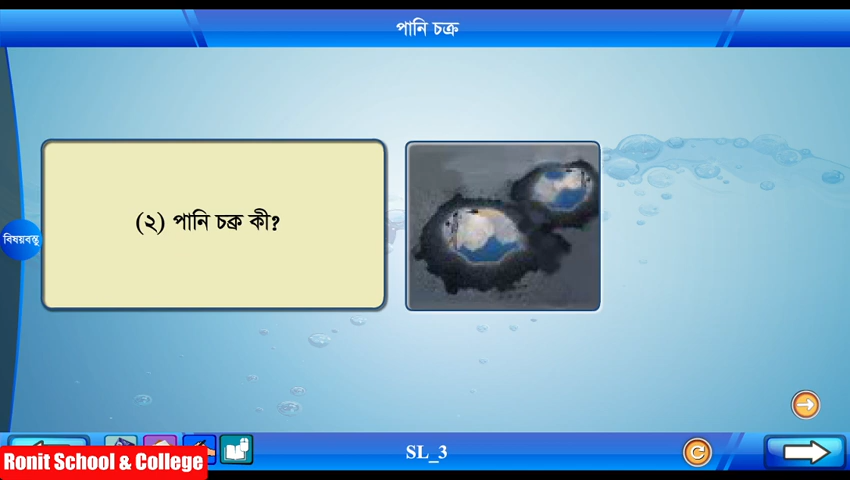 পানি চক্র
(২) পানি চক্র কী?
বিষয়বস্তু
SL_3
Ronit School & College